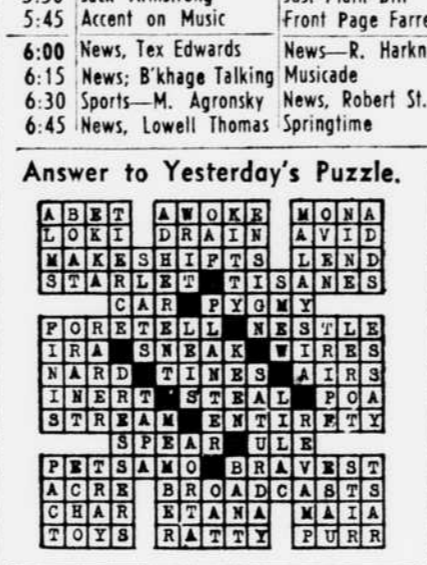 5:45 Accent on Music Front Page Farre
6:00 News, Tex Edwards News—R. Harkn
6:15 News; B'khage Talking Musicade
6:30 Sports—M. Agronsky News, Robert St.
6:45 News, Lowell Thomas Springtime
Answer to Yesterday's Puzzle.
ABET AWOKE MONA
LOKI DRAIN AVID
MAKESHIFTS LEND
STARLET TISANES
CAR PYGMY
FORETELL NESTLE
IRA SNEAK WIRES
NARD TINES AIRS
INERT STEAL POA
STREAM ENTIRETY
SPEAR ULE
PETSAMO BRAVEST
ACRE BROADCASTS
CHAR ETANA MAIA
TOYS RATTY PURR